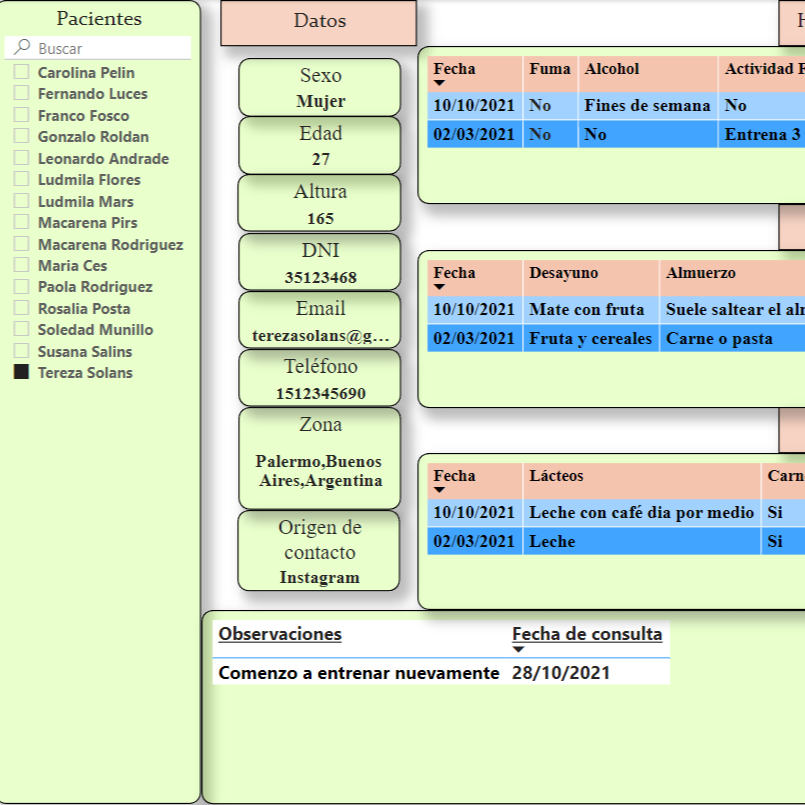 Pacientes
Buscar
Carolina Pelin
Fernando Luces
Franco Fosco
Gonzalo Roldan
Leonardo Andrade
Ludmila Flores
Ludmila Mars
Macarena Pirs
Macarena Rodriguez
Maria Ces
Paola Rodriguez
Rosalia Posta
Soledad Munillo
Susana Salins
Tereza Solans
Datos
Sexo
Mujer
Edad
27
Altura
165
DNI
35123468
Email
terezasolans@g...
Teléfono
1512345690
Zona
Palermo,Buenos
Aires,Argentina
Origen de
contacto
Instagram
H
Fecha Fuma Alcohol Actividad F
10/10/2021 No Fines de semana No
02/03/2021 No No Entrena 3
Fecha Desayuno Almuerzo
10/10/2021 Mate con fruta Suele saltear el alm
02/03/2021 Fruta y cereales Carne o pasta
Fecha Lácteos Carn
10/10/2021 Leche con café dia por medio Si
02/03/2021 Leche Si
Observaciones Fecha de consulta
Comenzo a entrenar nuevamente 28/10/2021